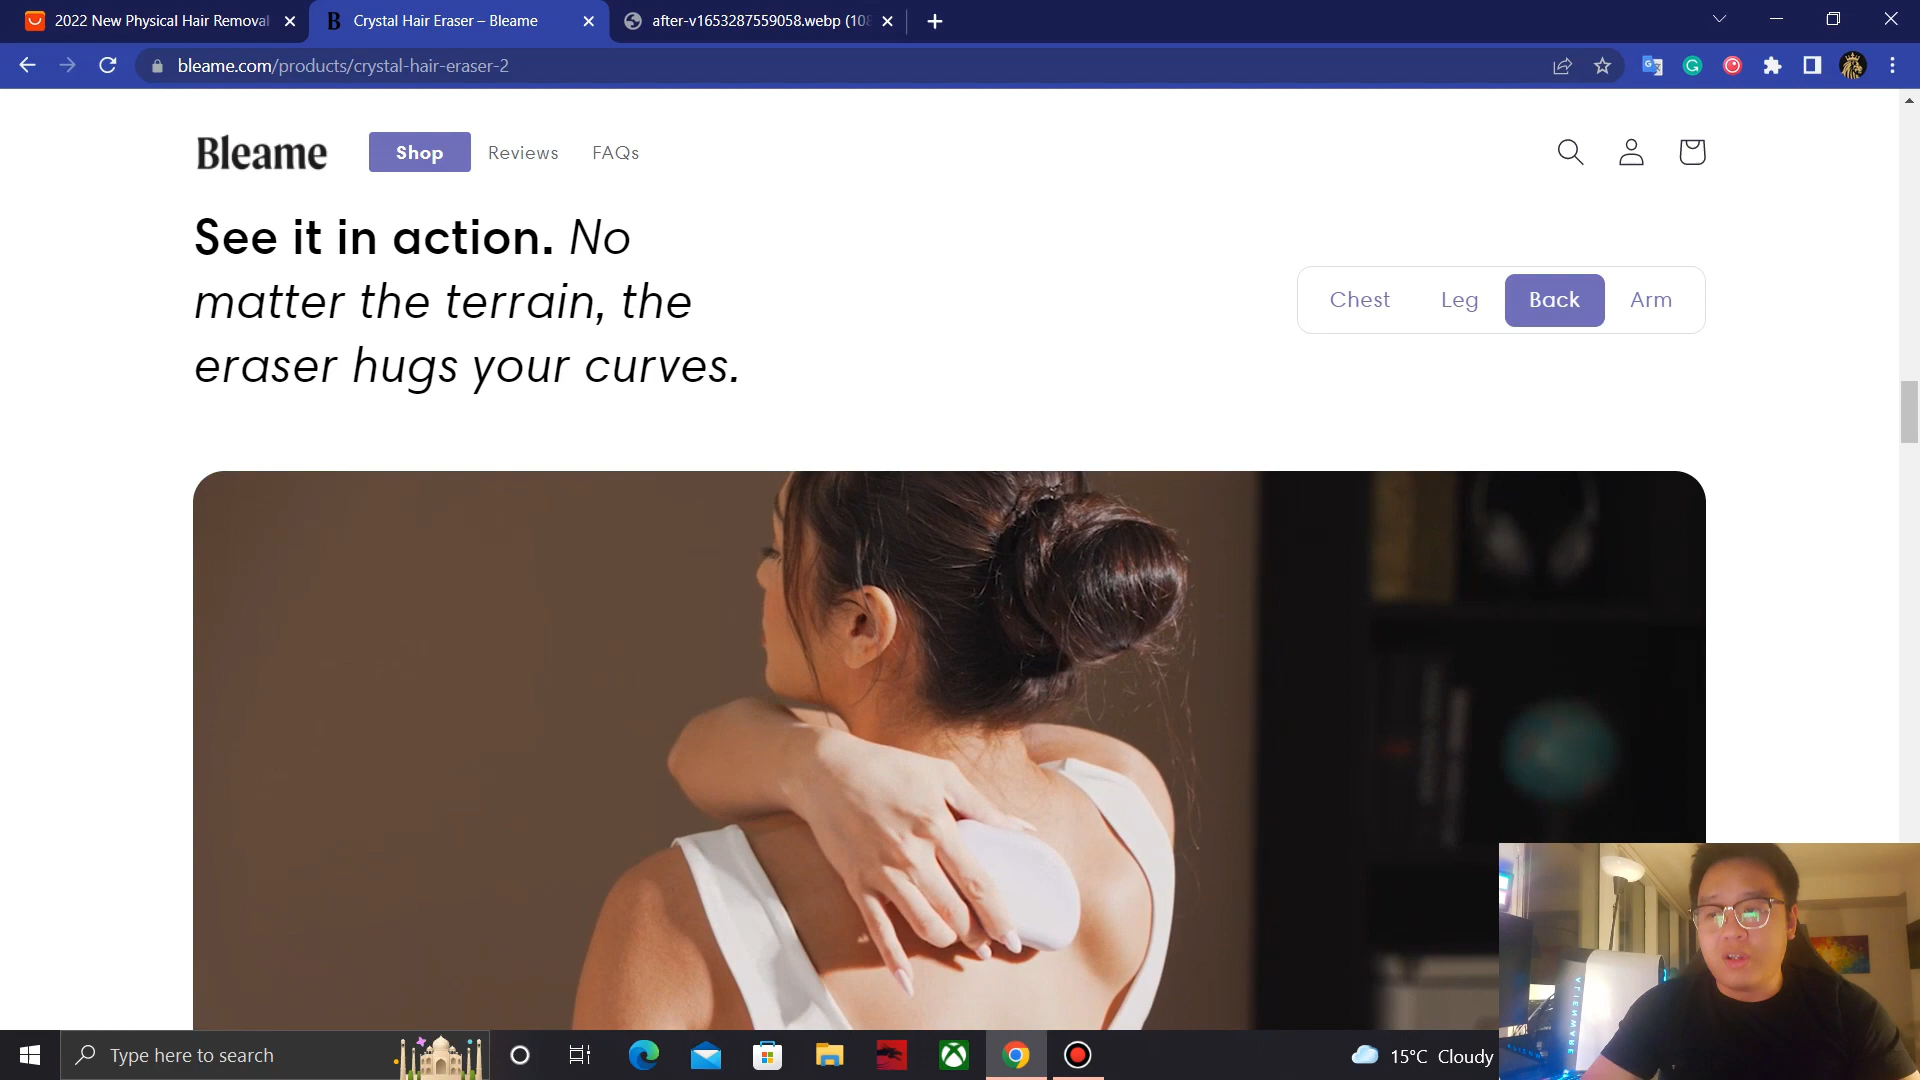 2022 New Physical Hair Removal
Crystal Hair Eraser – Bleame
after-v1653287559058.webp (108
bleame.com/products/crystal-hair-eraser-2
Bleame
Shop
Reviews
FAQs
See it in action. No
matter the terrain, the
eraser hugs your curves.
Chest
Leg
Back
Arm
ALIENWARE
Type here to search
15°C Cloudy